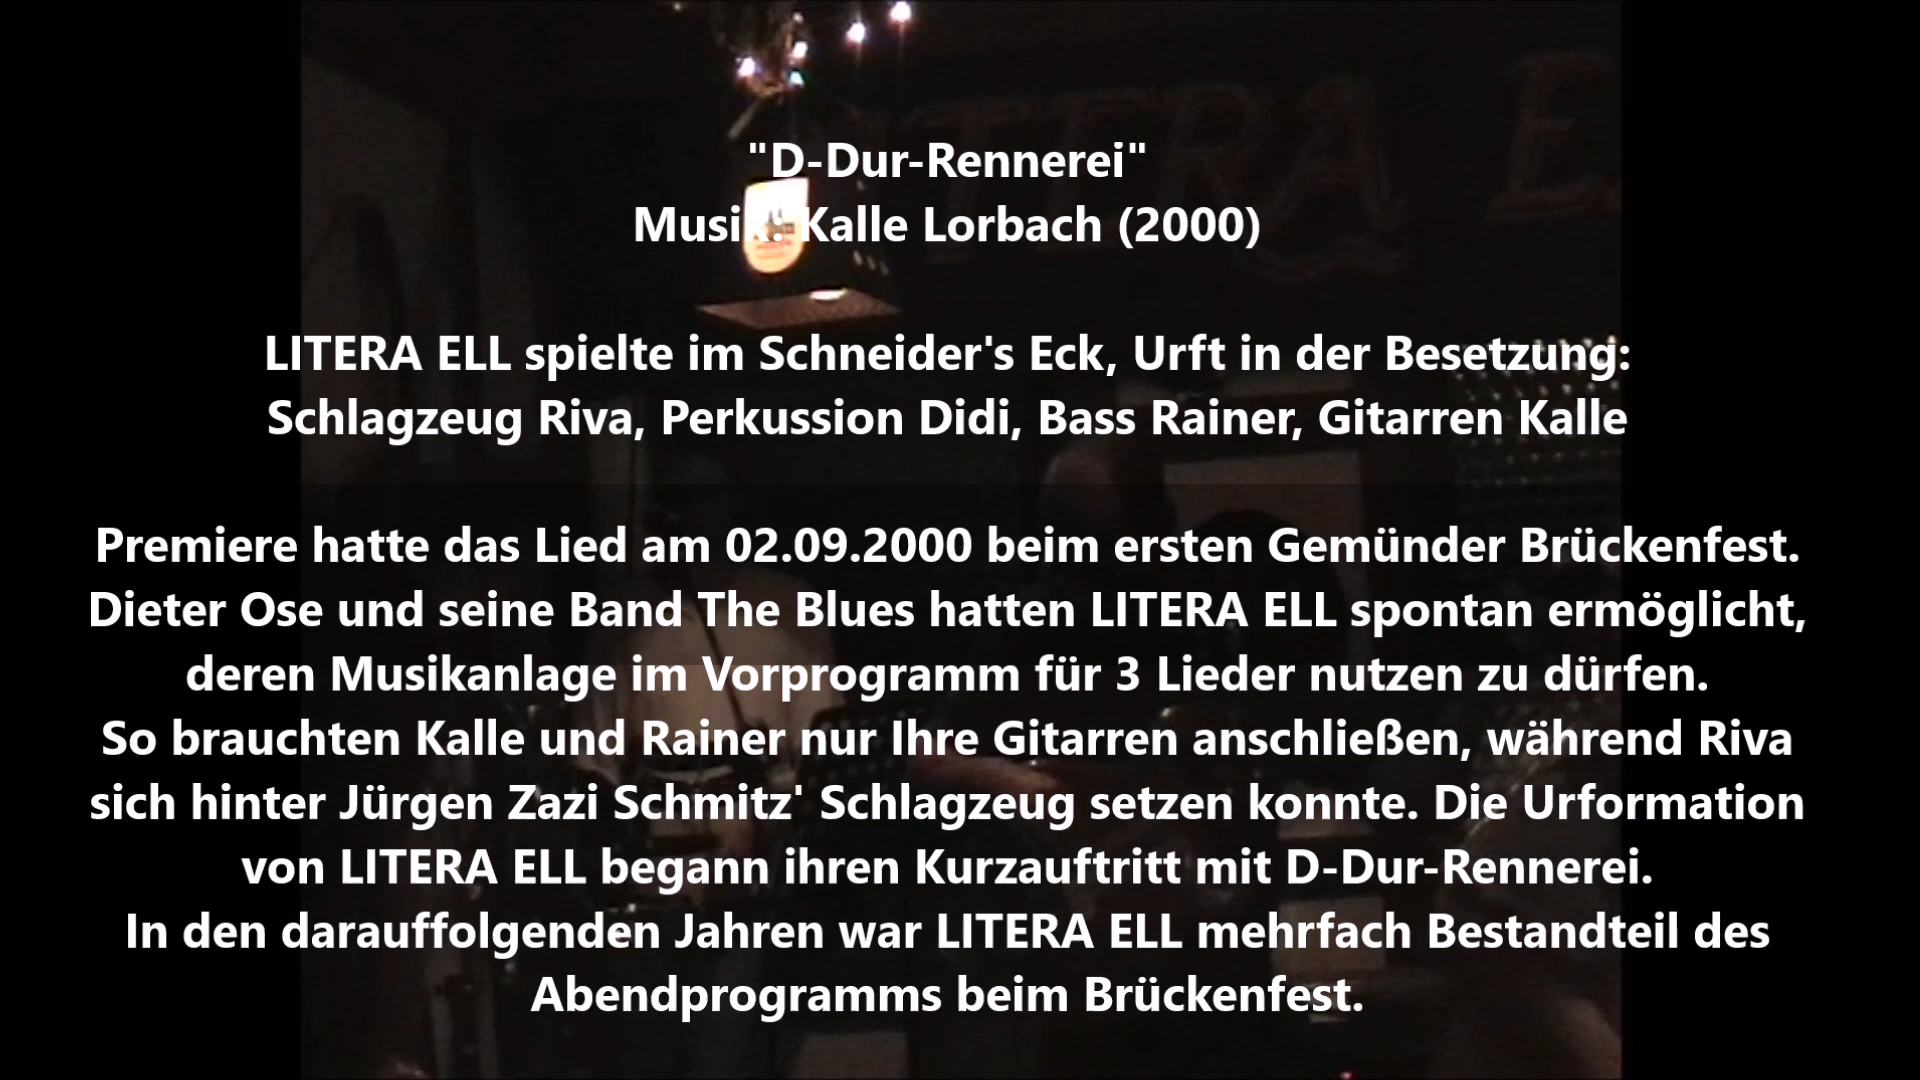 "D-Dur-Rennerei"
Musik: Kalle Lorbach (2000)
LITERA ELL spielte im Schneider's Eck, Urft in der Besetzung:
Schlagzeug Riva, Perkussion Didi, Bass Rainer, Gitarren Kalle
Premiere hatte das Lied am 02.09.2000 beim ersten Gemünder Brückenfest.
Dieter Ose und seine Band The Blues hatten LITERA ELL spontan ermöglicht,
deren Musikanlage im Vorprogramm für 3 Lieder nutzen zu dürfen.
So brauchten Kalle und Rainer nur Ihre Gitarren anschließen, während Riva
sich hinter Jürgen Zazi Schmitz' Schlagzeug setzen konnte. Die Urformation
von LITERA ELL begann ihren Kurzauftritt mit D-Dur-Rennerei.
In den darauffolgenden Jahren war LITERA ELL mehrfach Bestandteil des
Abendprogramms beim Brückenfest.